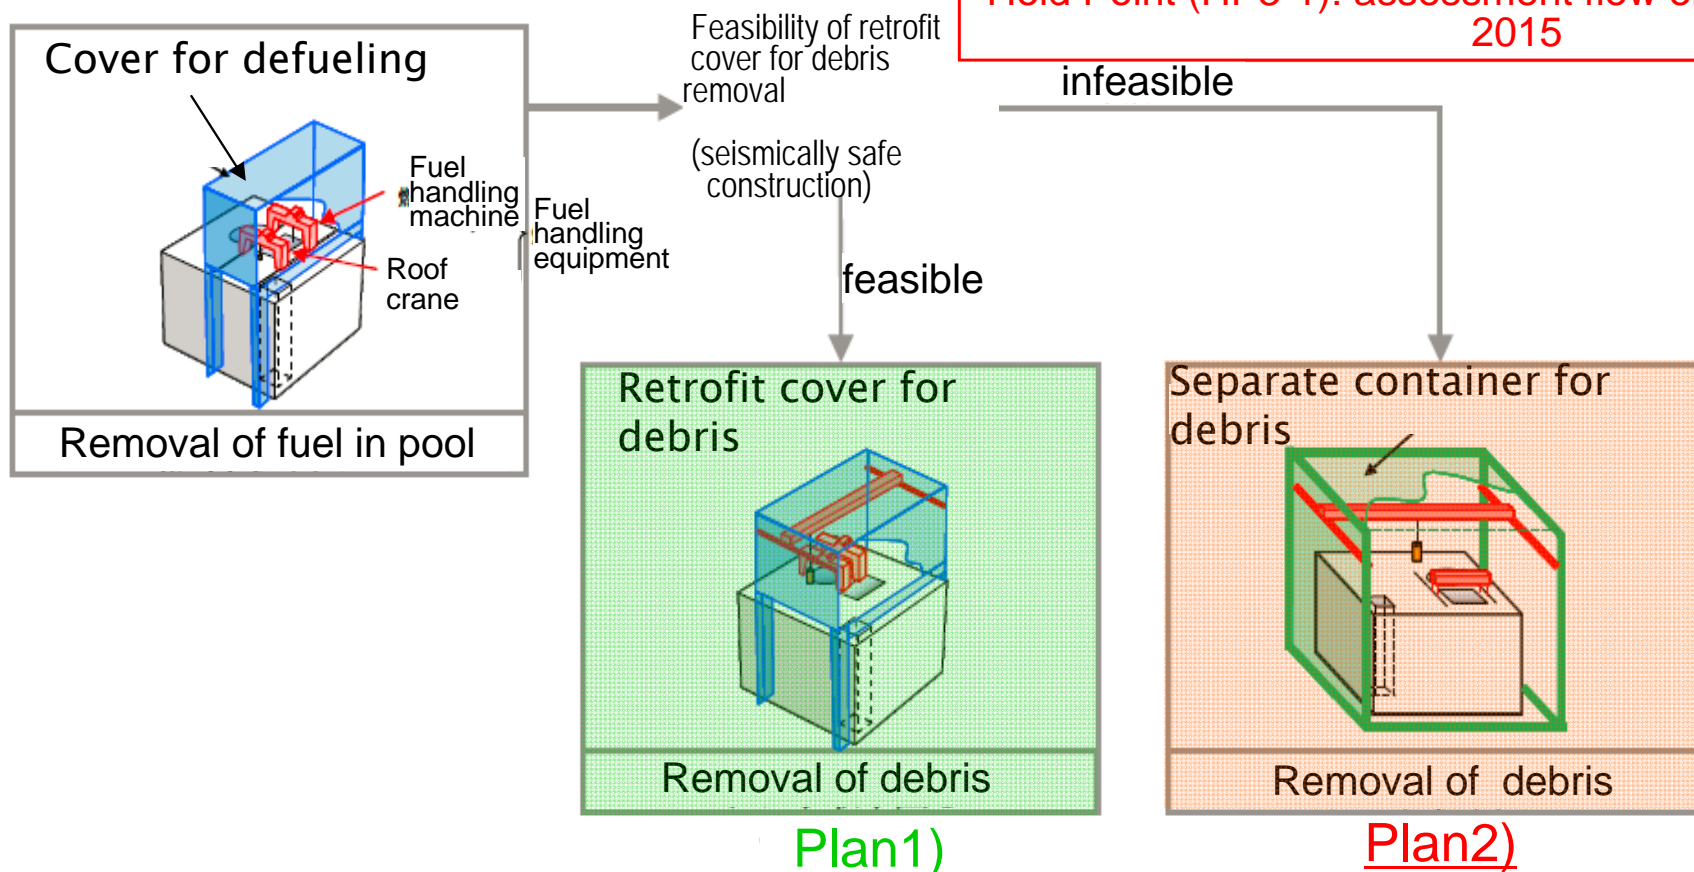 2015
Cover for defueling
Fuel
handling
machine
Roof
crane
Fuel
handling
equipment
Removal of fuel in pool
Feasibility of retrofit
cover for debris
removal
(seismically safe
construction)
infeasible
feasible
Retrofit cover for
debris
Removal of debris
Plan1)
Separate container for
debris
Removal of debris
Plan2)